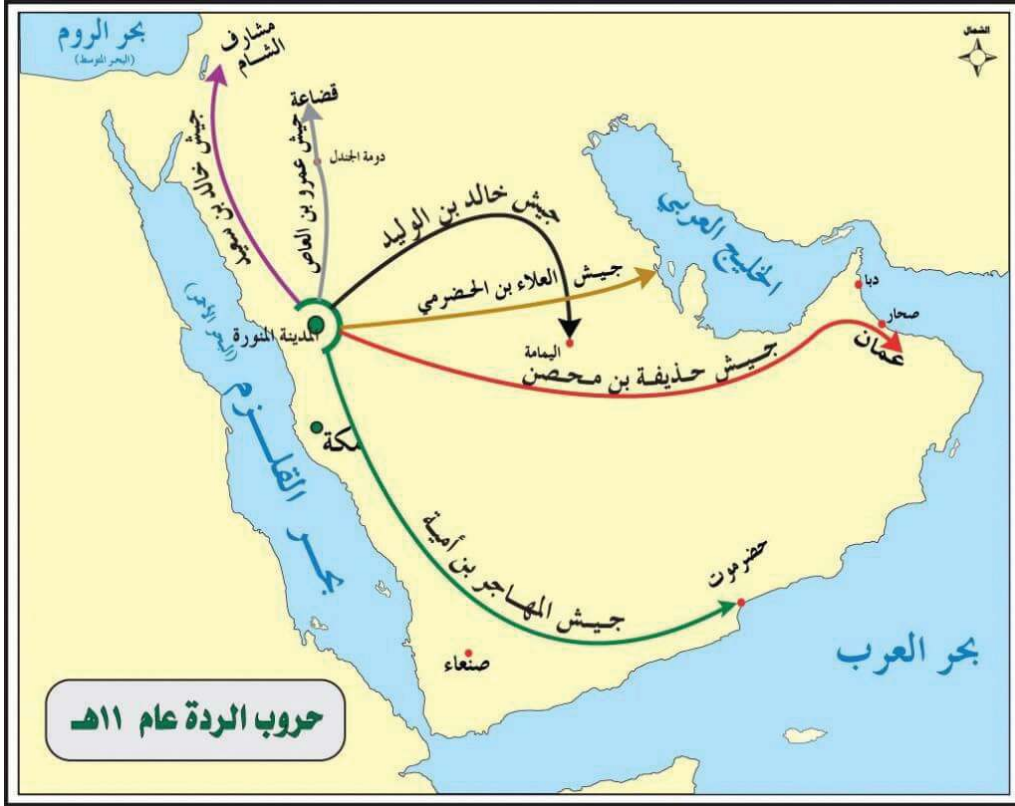 بحر الروم
(البحر المتوسط)
مشارف
الشام
الشمال
قضاعة
جيش خالد بن سعيد
جيش عمرو بن العاص
دومة الجندل
جيش خالد بن الوليد
الخليج العربي
جيش العلاء بن الحضرمي
دبا
صحار
عمان
المدينة المنورة
اليمامة
جيش حذيفة بن محصن
بحر القلزم
(البحر الأحمر)
مكة
جيش المهاجر بن أمية
حضرموت
صنعاء
بحر العرب
حروب الردة عام ١١هـ